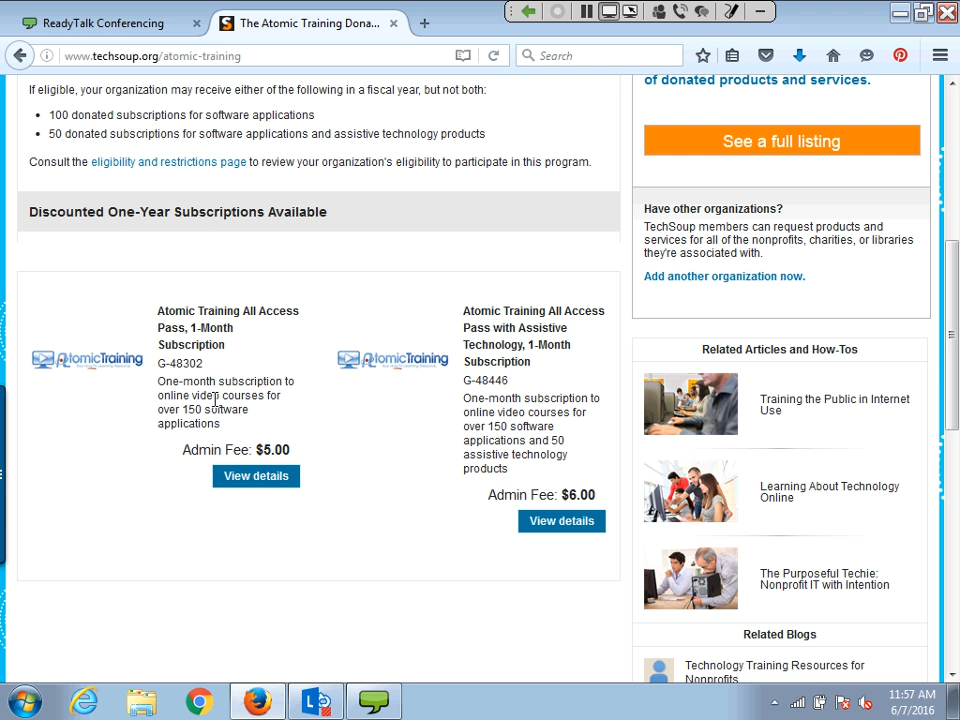 ReadyTalk Conferencing
The Atomic Training Dona...
www.techsoup.org/atomic-training
Search
If eligible, your organization may receive either of the following in a fiscal year, but not both:
100 donated subscriptions for software applications
50 donated subscriptions for software applications and assistive technology products
Consult the eligibility and restrictions page to review your organization's eligibility to participate in this program.
Discounted One-Year Subscriptions Available
AtomicTraining
Atomic Training All Access
Pass, 1-Month
Subscription
G-48302
One-month subscription to
online video courses for
over 150 software
applications
Admin Fee: $5.00
View details
AtomicTraining
Atomic Training All Access
Pass with Assistive
Technology, 1-Month
Subscription
G-48446
One-month subscription to
online video courses for
over 150 software
applications and 50
assistive technology
products
Admin Fee: $6.00
View details
of donated products and services.
See a full listing
Have other organizations?
TechSoup members can request products and
services for all of the nonprofits, charities, or libraries
they're associated with.
Add another organization now.
Related Articles and How-Tos
Training the Public in Internet
Use
Learning About Technology
Online
The Purposeful Techie:
Nonprofit IT with Intention
Related Blogs
Technology Training Resources for
Nonprofits
11:57 AM
6/7/2016